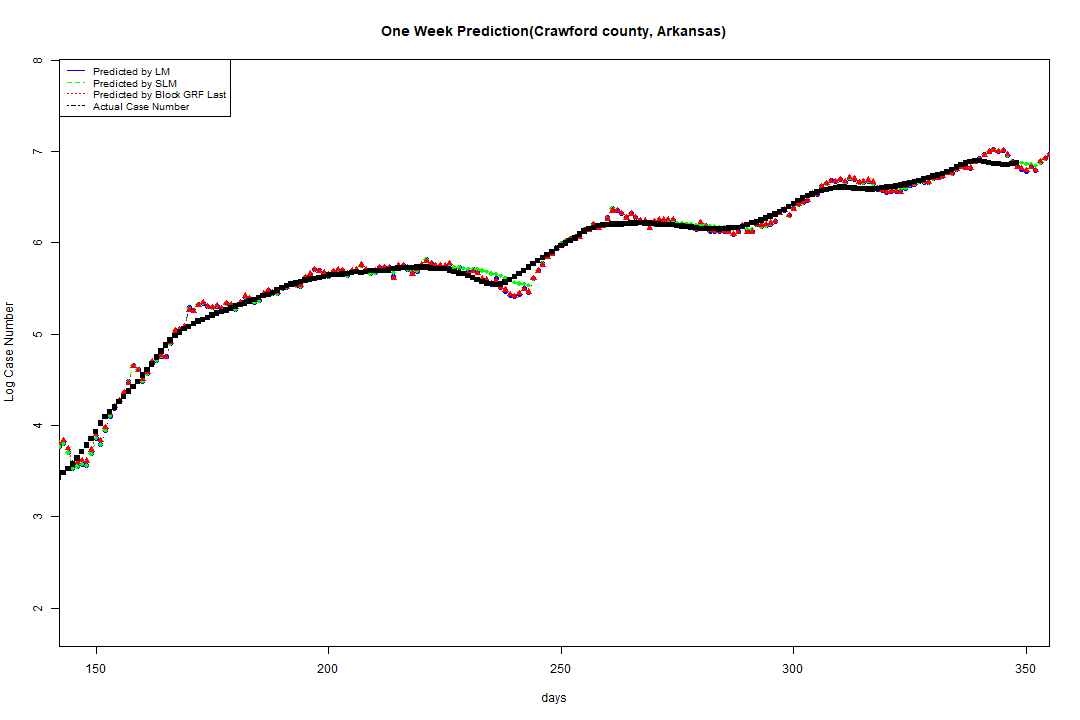 One Week Prediction(Crawford county, Arkansas)
Predicted by LM
Predicted by SLM
Predicted by Block GRF Last
Actual Case Number
8
7
6
5
4
3
2
Log Case Number
150 200 250 300 350
days